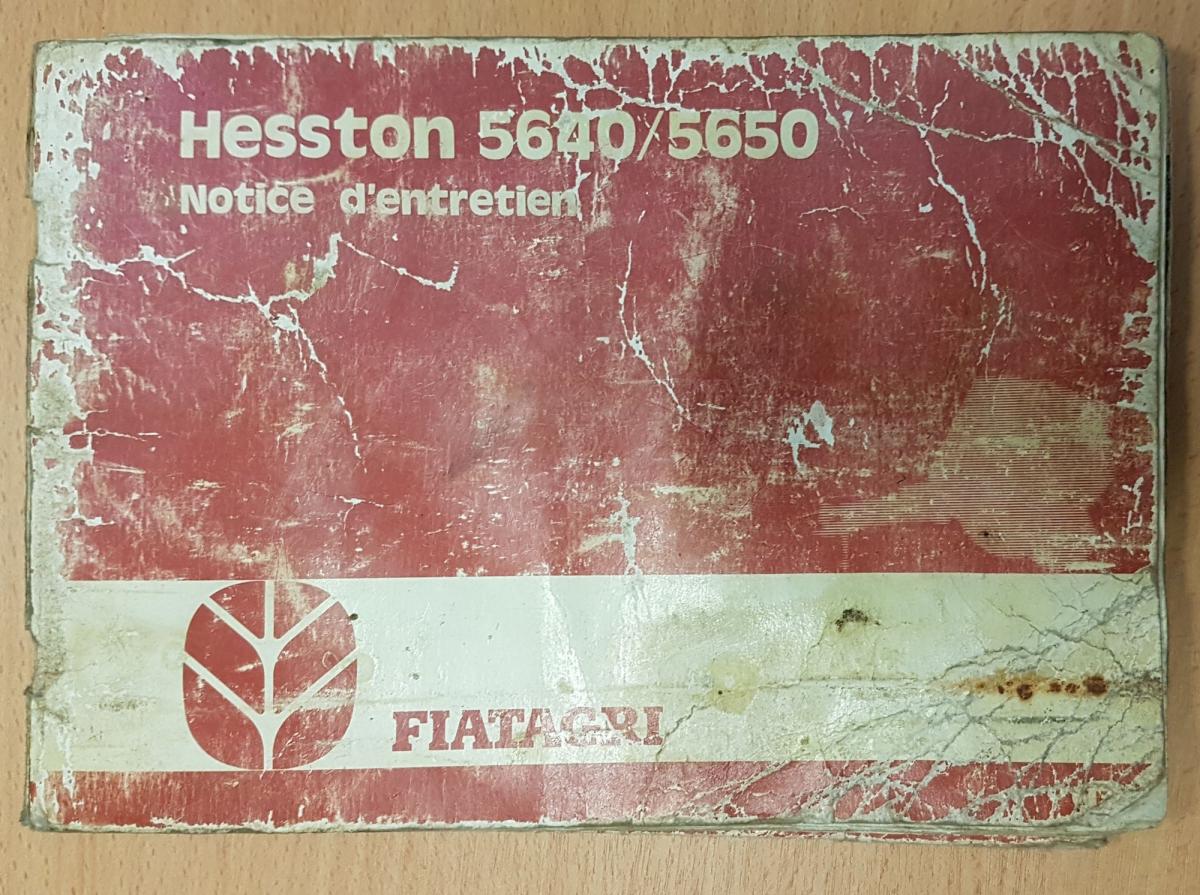 Hesston 5640/5650
Notice d'entretien
FIATAGRI